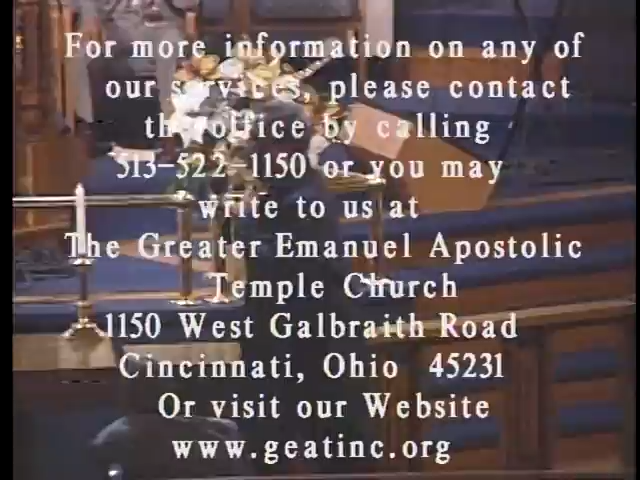 For more information on any of
our services, please contact
the office by calling
513-522-1150 or you may
write to us at
The Greater Emanuel Apostolic
Temple Church
1150 West Galbraith Road
Cincinnati, Ohio 45231
Or visit our Website
www.geatinc.org